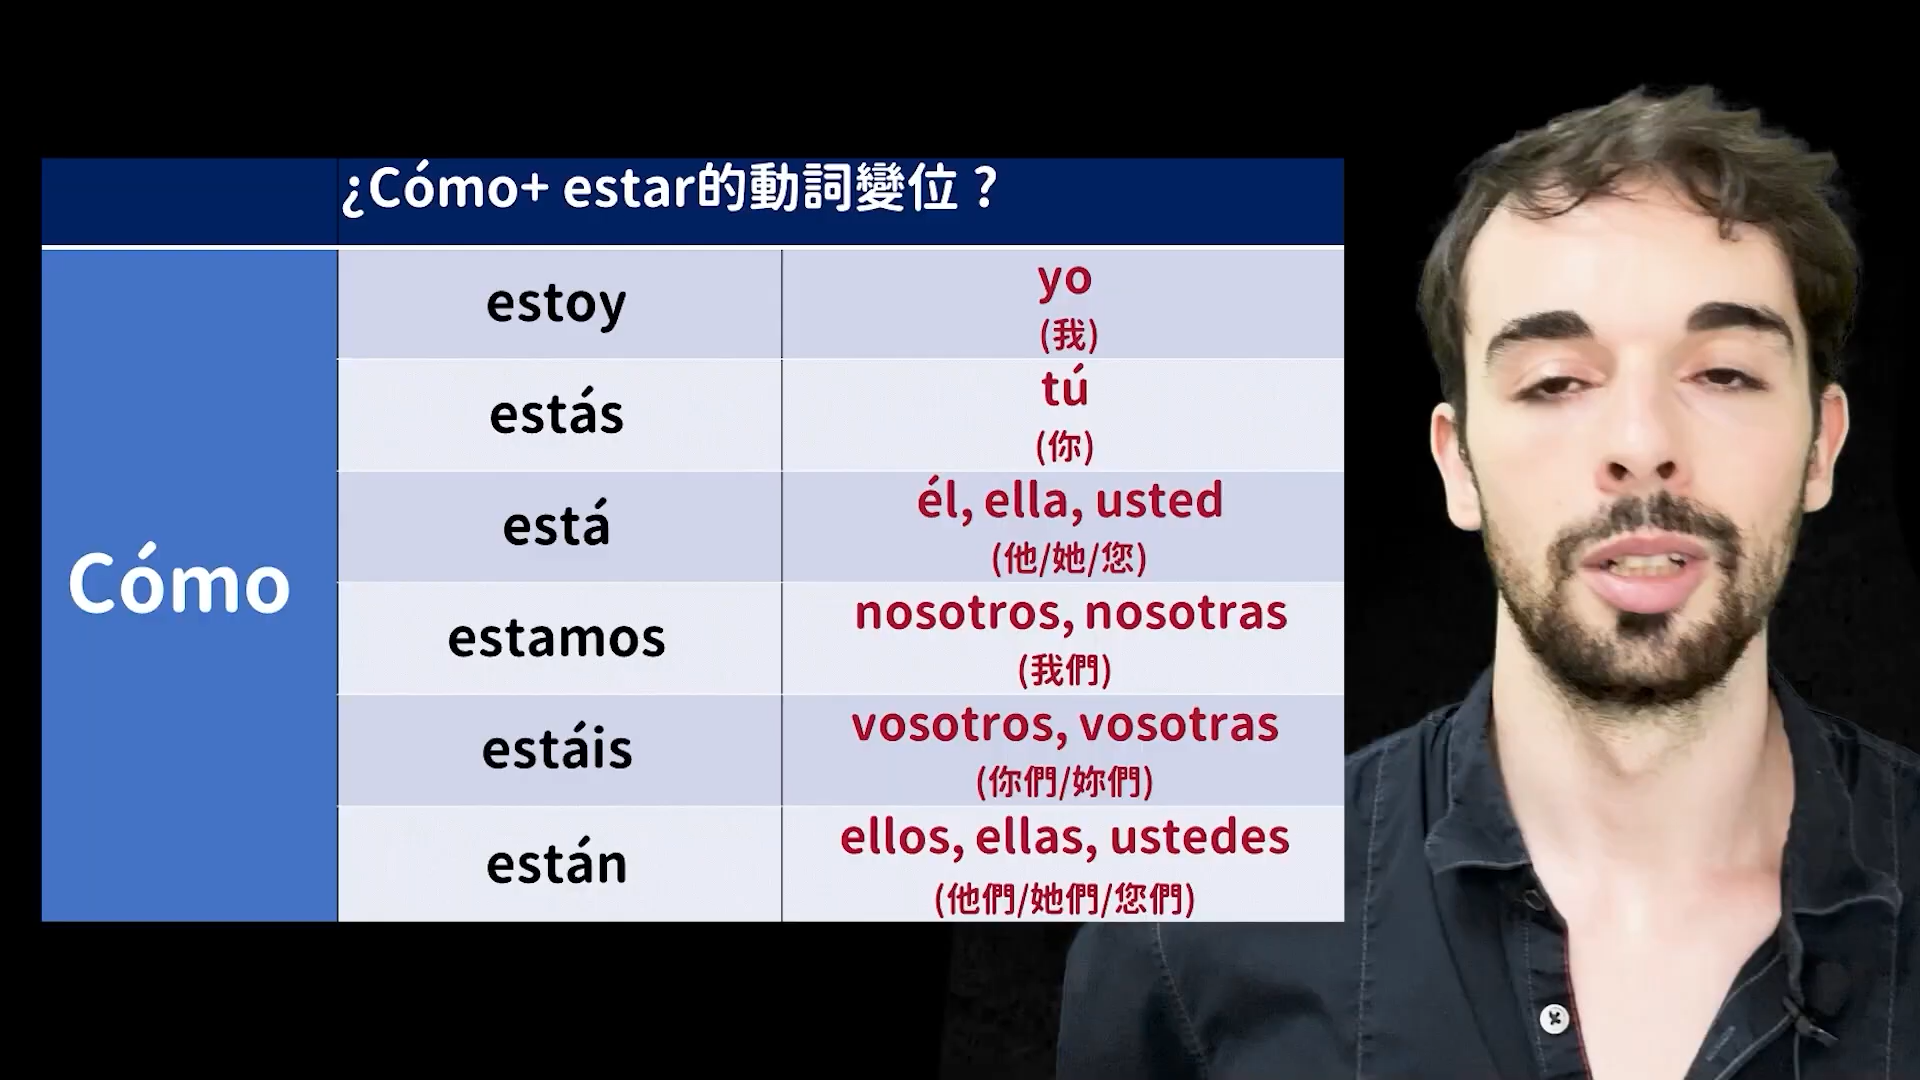 ¿Cómo+ estar的動詞變位？
Cómo
estoy
yo
(我)
estás
tú
(你)
está
él, ella, usted
(他/她/您)
estamos
nosotros, nosotras
(我們)
estáis
vosotros, vosotras
(你們/妳們)
están
ellos, ellas, ustedes
(他們/她們/您們)